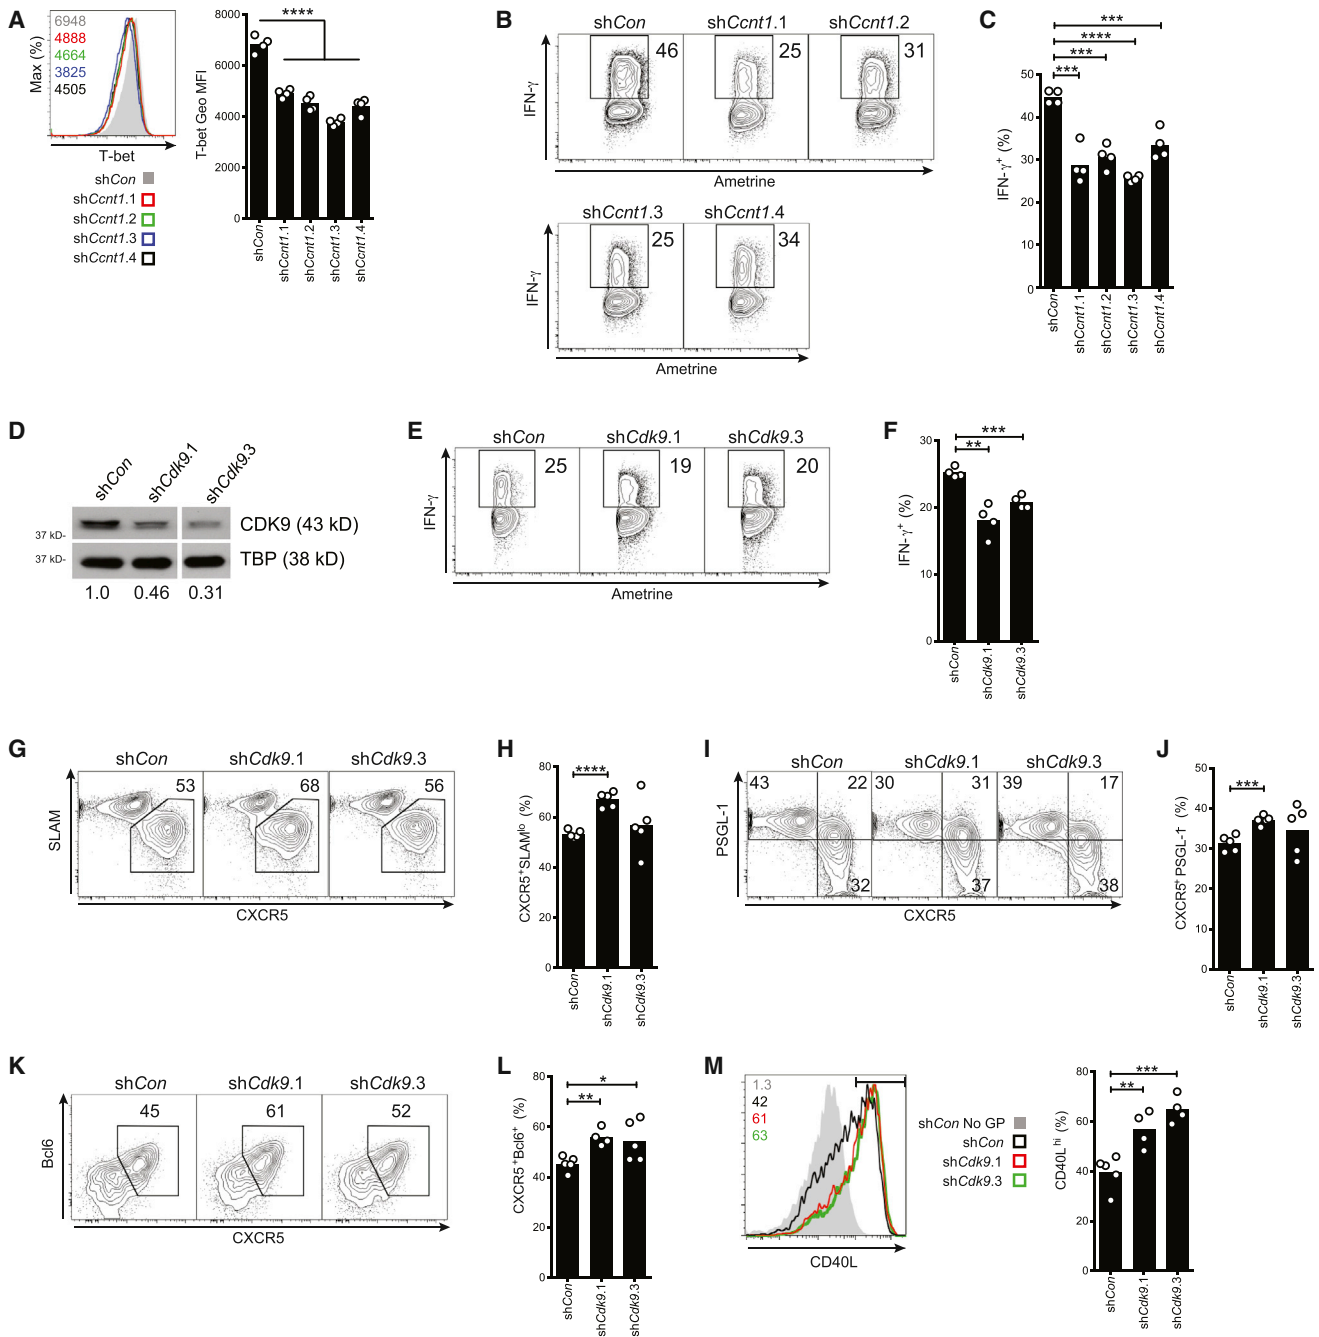 A
6948
4888
4664
3825
4505
Max (%)
T-bet
shCon
shCcnt1.1
shCcnt1.2
shCcnt1.3
shCcnt1.4
T-bet Geo MFI
8000
6000
4000
2000
0
****
shCon
shCcnt1.1
shCcnt1.2
shCcnt1.3
shCcnt1.4
B
shCon
shCcnt1.1
shCcnt1.2
46
25
31
IFN-γ
Ametrine
shCcnt1.3
shCcnt1.4
25
34
IFN-γ
Ametrine
C
***
****
***
***
IFN-γ+ (%)
50
40
30
20
10
0
shCon
shCcnt1.1
shCcnt1.2
shCcnt1.3
shCcnt1.4
D
shCon
shCdk9.1
shCdk9.3
37 kD-
CDK9 (43 kD)
37 kD-
TBP (38 kD)
1.0
0.46
0.31
E
shCon
shCdk9.1
shCdk9.3
25
19
20
IFN-γ
Ametrine
F
***
**
IFN-γ+ (%)
30
20
10
0
shCon
shCdk9.1
shCdk9.3
G
shCon
shCdk9.1
shCdk9.3
53
68
56
SLAM
CXCR5
H
****
CXCR5+SLAMlo (%)
80
60
40
20
0
shCon
shCdk9.1
shCdk9.3
I
shCon
shCdk9.1
shCdk9.3
43
22
30
31
39
17
32
37
38
PSGL-1
CXCR5
J
***
CXCR5+ PSGL-1- (%)
50
40
30
20
10
0
shCon
shCdk9.1
shCdk9.3
K
shCon
shCdk9.1
shCdk9.3
45
61
52
Bcl6
CXCR5
L
*
**
CXCR5+Bcl6+ (%)
80
60
40
20
0
shCon
shCdk9.1
shCdk9.3
M
1.3
42
61
63
CD40L
shCon No GP
shCon
shCdk9.1
shCdk9.3
***
**
CD40L hi (%)
80
60
40
20
0
shCon
shCdk9.1
shCdk9.3